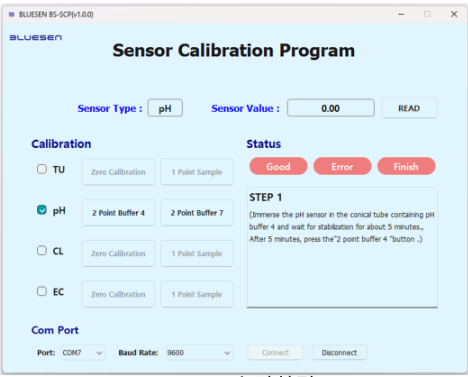 BLUESEN BS-SCP(v1.0.0)
BLUESEN
Sensor Calibration Program
Sensor Type : pH Sensor Value : 0.00 READ
Calibration
TU Zero Calibration 1 Point Sample
pH 2 Point Buffer 4 2 Point Buffer 7
CL Zero Calibration 1 Point Sample
EC Zero Calibration 1 Point Sample
Status
Good Error Finish
STEP 1
(Immerse the pH sensor in the conical tube containing pH
buffer 4 and wait for stabilization for about 5 minutes.,
After 5 minutes, press the"2 point buffer 4 "button .)
Com Port
Port: COM7 Baud Rate: 9600 Connect Disconnect